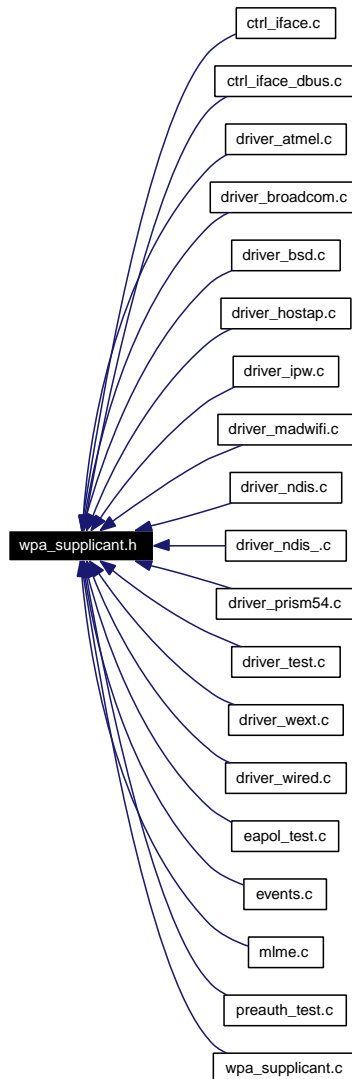 ctrl_iface.c
ctrl_iface_dbus.c
driver_atmel.c
driver_broadcom.c
driver_bsd.c
driver_hostap.c
driver_ipw.c
driver_madwifi.c
driver_ndis.c
wpa_supplicant.h
driver_ndis_.c
driver_prism54.c
driver_test.c
driver_wext.c
driver_wired.c
eapol_test.c
events.c
mlme.c
preauth_test.c
wpa_supplicant.c